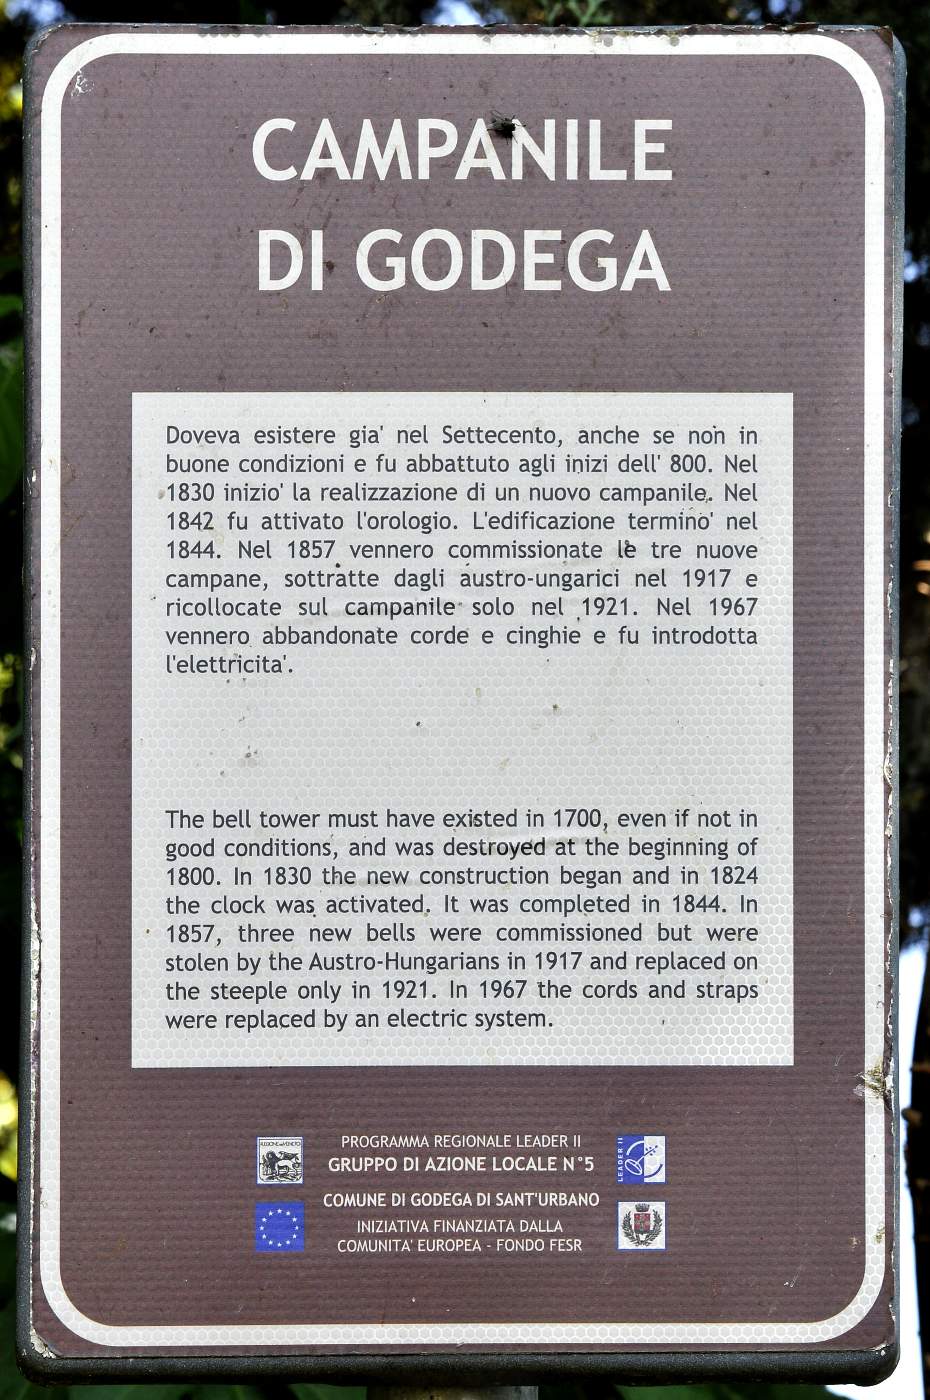 CAMPANILE
DI GODEGA
Doveva esistere gia' nel Settecento, anche se non in
buone condizioni e fu abbattuto agli inizi dell' 800. Nel
1830 inizio' la realizzazione di un nuovo campanile. Nel
1842 fu attivato l'orologio. L'edificazione termino' nel
1844. Nel 1857 vennero commissionate le tre nuove
campane, sottratte dagli austro-ungarici nel 1917 e
ricollocate sul campanile solo nel 1921. Nel 1967
vennero abbandonate corde e cinghie e fu introdotta
l'elettricita'.
The bell tower must have existed in 1700, even if not in
good conditions, and was destroyed at the beginning of
1800. In 1830 the new construction began and in 1824
the clock was activated. It was completed in 1844. In
1857, three new bells were commissioned but were
stolen by the Austro-Hungarians in 1917 and replaced on
the steeple only in 1921. In 1967 the cords and straps
were replaced by an electric system.
REGIONE del VENETO
PROGRAMMA REGIONALE LEADER II
GRUPPO DI AZIONE LOCALE N°5
LEADER II
COMUNE DI GODEGA DI SANT'URBANO
INIZIATIVA FINANZIATA DALLA
COMUNITA' EUROPEA - FONDO FESR